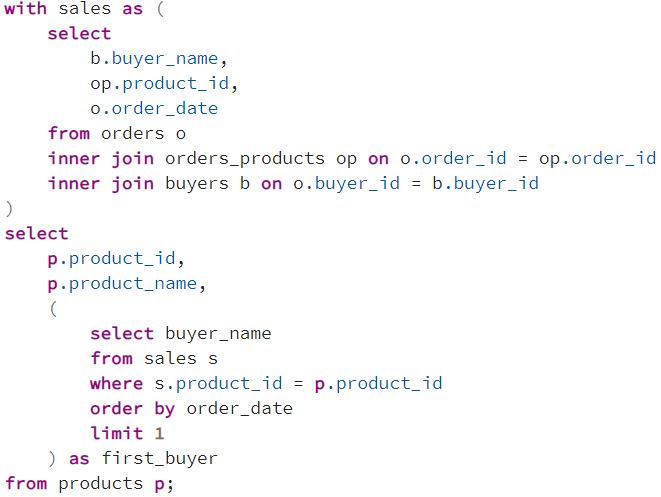 with sales as (
    select
        b.buyer_name,
        op.product_id,
        o.order_date
    from orders o
    inner join orders_products op on o.order_id = op.order_id
    inner join buyers b on o.buyer_id = b.buyer_id
)
select
    p.product_id,
    p.product_name,
    (
        select buyer_name
        from sales s
        where s.product_id = p.product_id
        order by order_date
        limit 1
    ) as first_buyer
from products p;